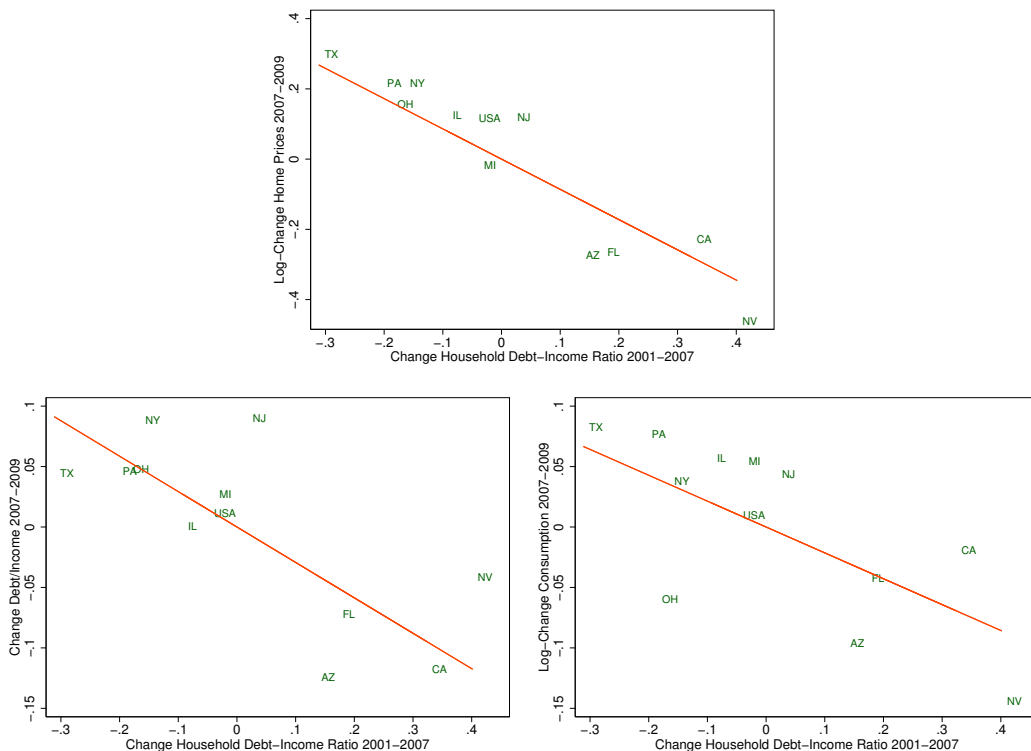 Log−Change Home Prices 2007−2009
.4
.2
0
−.2
−.4
TX
PA NY
OH
IL USA NJ
MI
CA
AZ FL
NV
−.3 −.2 −.1 0 .1 .2 .3 .4
Change Household Debt−Income Ratio 2001−2007
Change Debt/Income 2007−2009
.1
.05
0
−.05
−.1
−.15
NY NJ
TX PA OH
MI
USA
IL
NV
FL
CA
AZ
−.3 −.2 −.1 0 .1 .2 .3 .4
Change Household Debt−Income Ratio 2001−2007
Log−Change Consumption 2007−2009
.1
.05
0
−.05
−.1
−.15
TX PA
IL MI
NY NJ
USA
CA
FL
OH
AZ
NV
−.3 −.2 −.1 0 .1 .2 .3 .4
Change Household Debt−Income Ratio 2001−2007